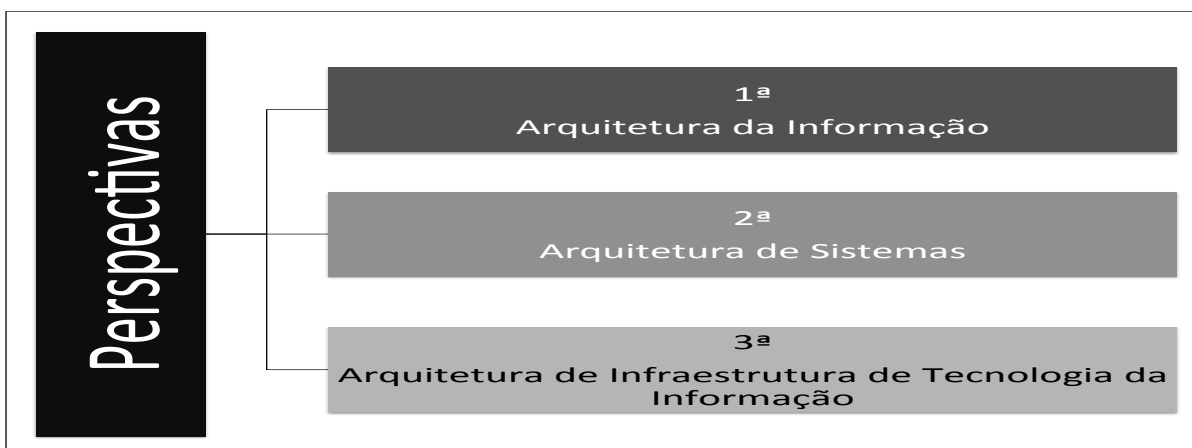 Perspectivas
1ª
Arquitetura da Informação
2ª
Arquitetura de Sistemas
3ª
Arquitetura de Infraestrutura de Tecnologia da
Informação